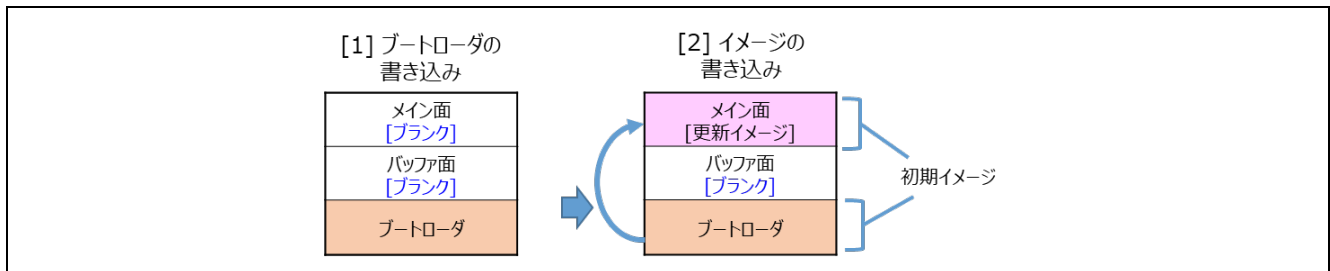 [1] ブートローダの
書き込み
メイン面
[ブランク]
バッファ面
[ブランク]
ブートローダ
[2] イメージの
書き込み
メイン面
[更新イメージ]
バッファ面
[ブランク]
ブートローダ
初期イメージ